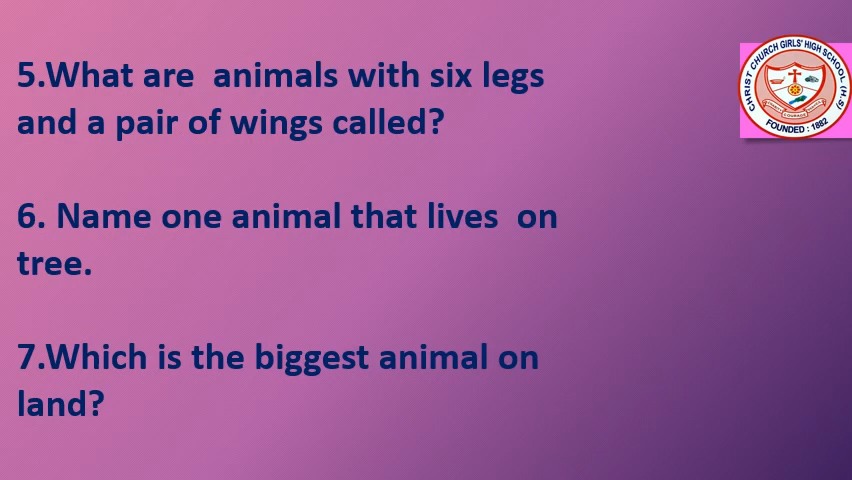 5.What are  animals with six legs
and a pair of wings called?
6. Name one animal that lives  on
tree.
7.Which is the biggest animal on
land?
CHRIST CHURCH GIRLS' HIGH SCHOOL (H.S)
COURAGE
FOUNDED : 1882